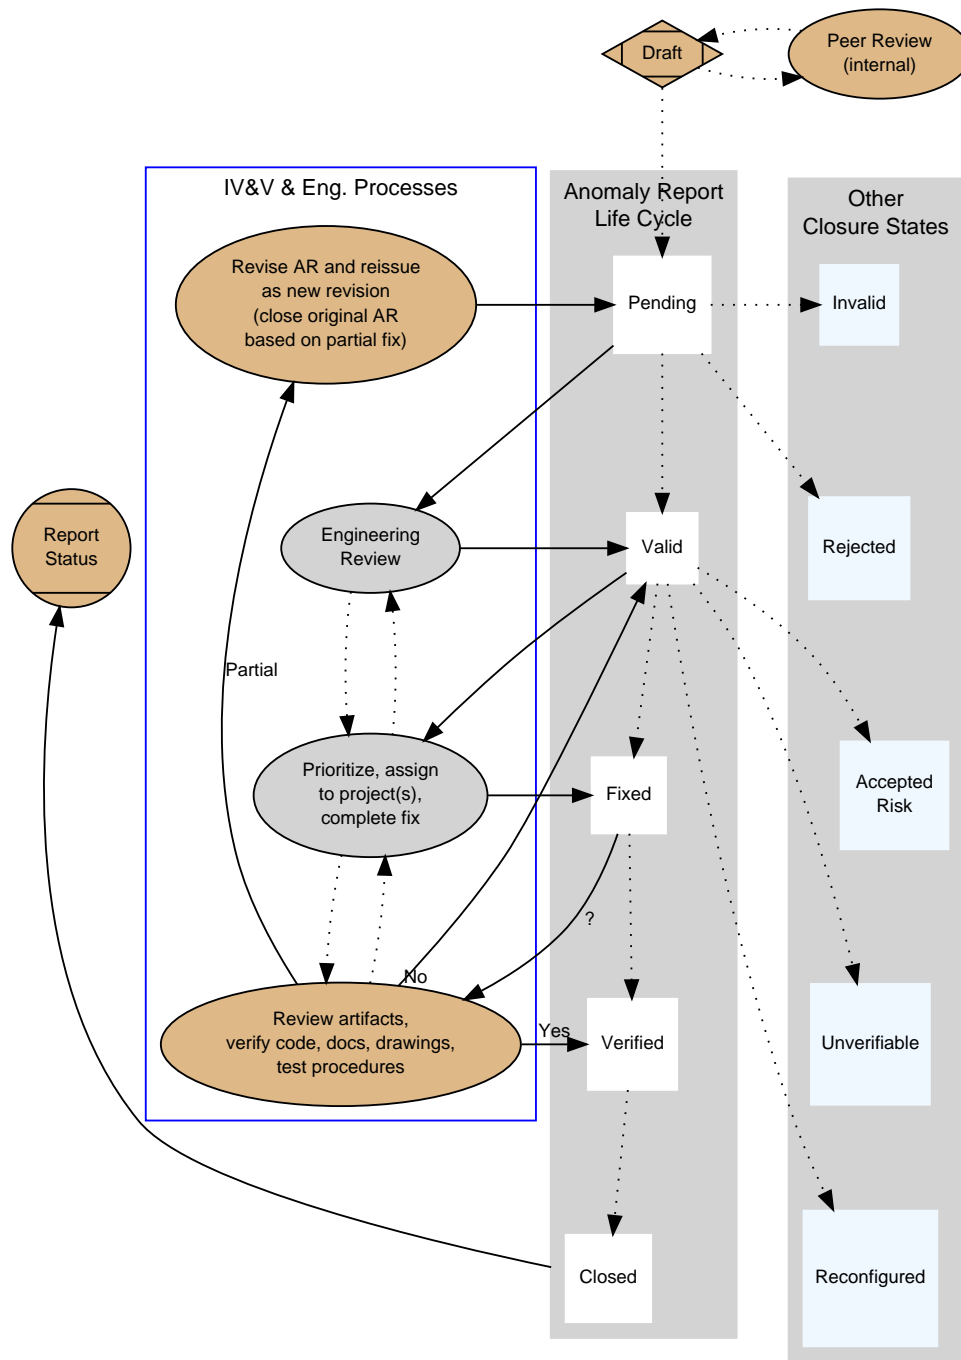 Draft
Peer Review
(internal)
IV&V & Eng. Processes
Anomaly Report
Life Cycle
Other
Closure States
Revise AR and reissue
as new revision
(close original AR
based on partial fix)
Pending
Invalid
Report
Status
Engineering
Review
Valid
Rejected
Partial
Prioritize, assign
to project(s),
complete fix
Fixed
Accepted
Risk
?
No
Review artifacts,
verify code, docs, drawings,
test procedures
Yes
Verified
Unverifiable
Closed
Reconfigured